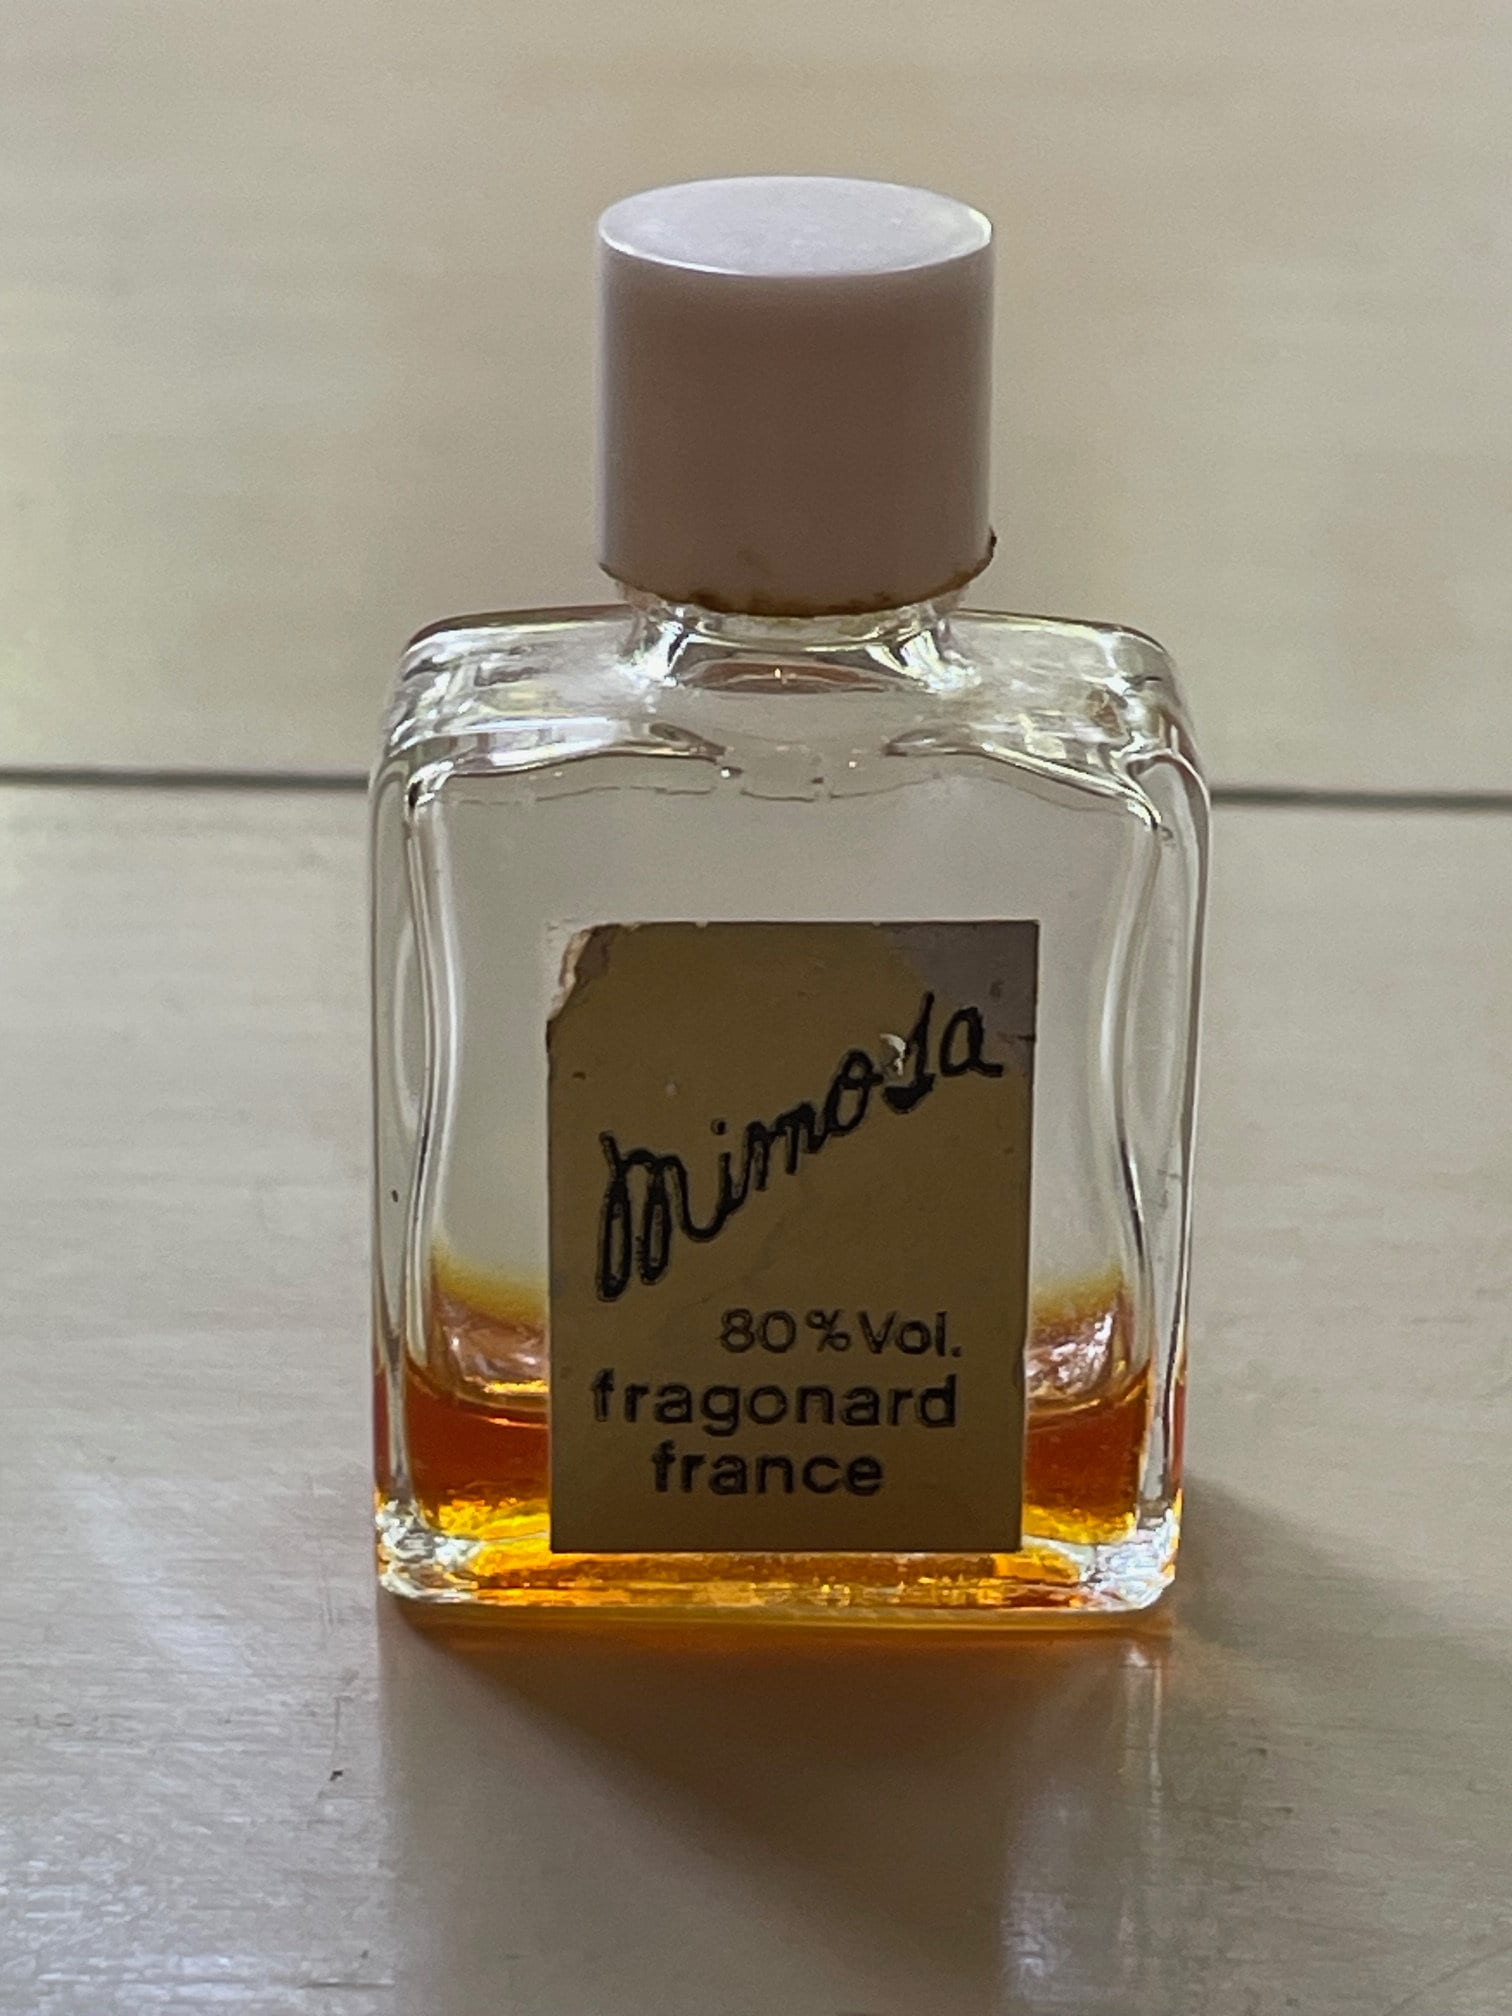 Mimosa
80% Vol.
fragonard
france